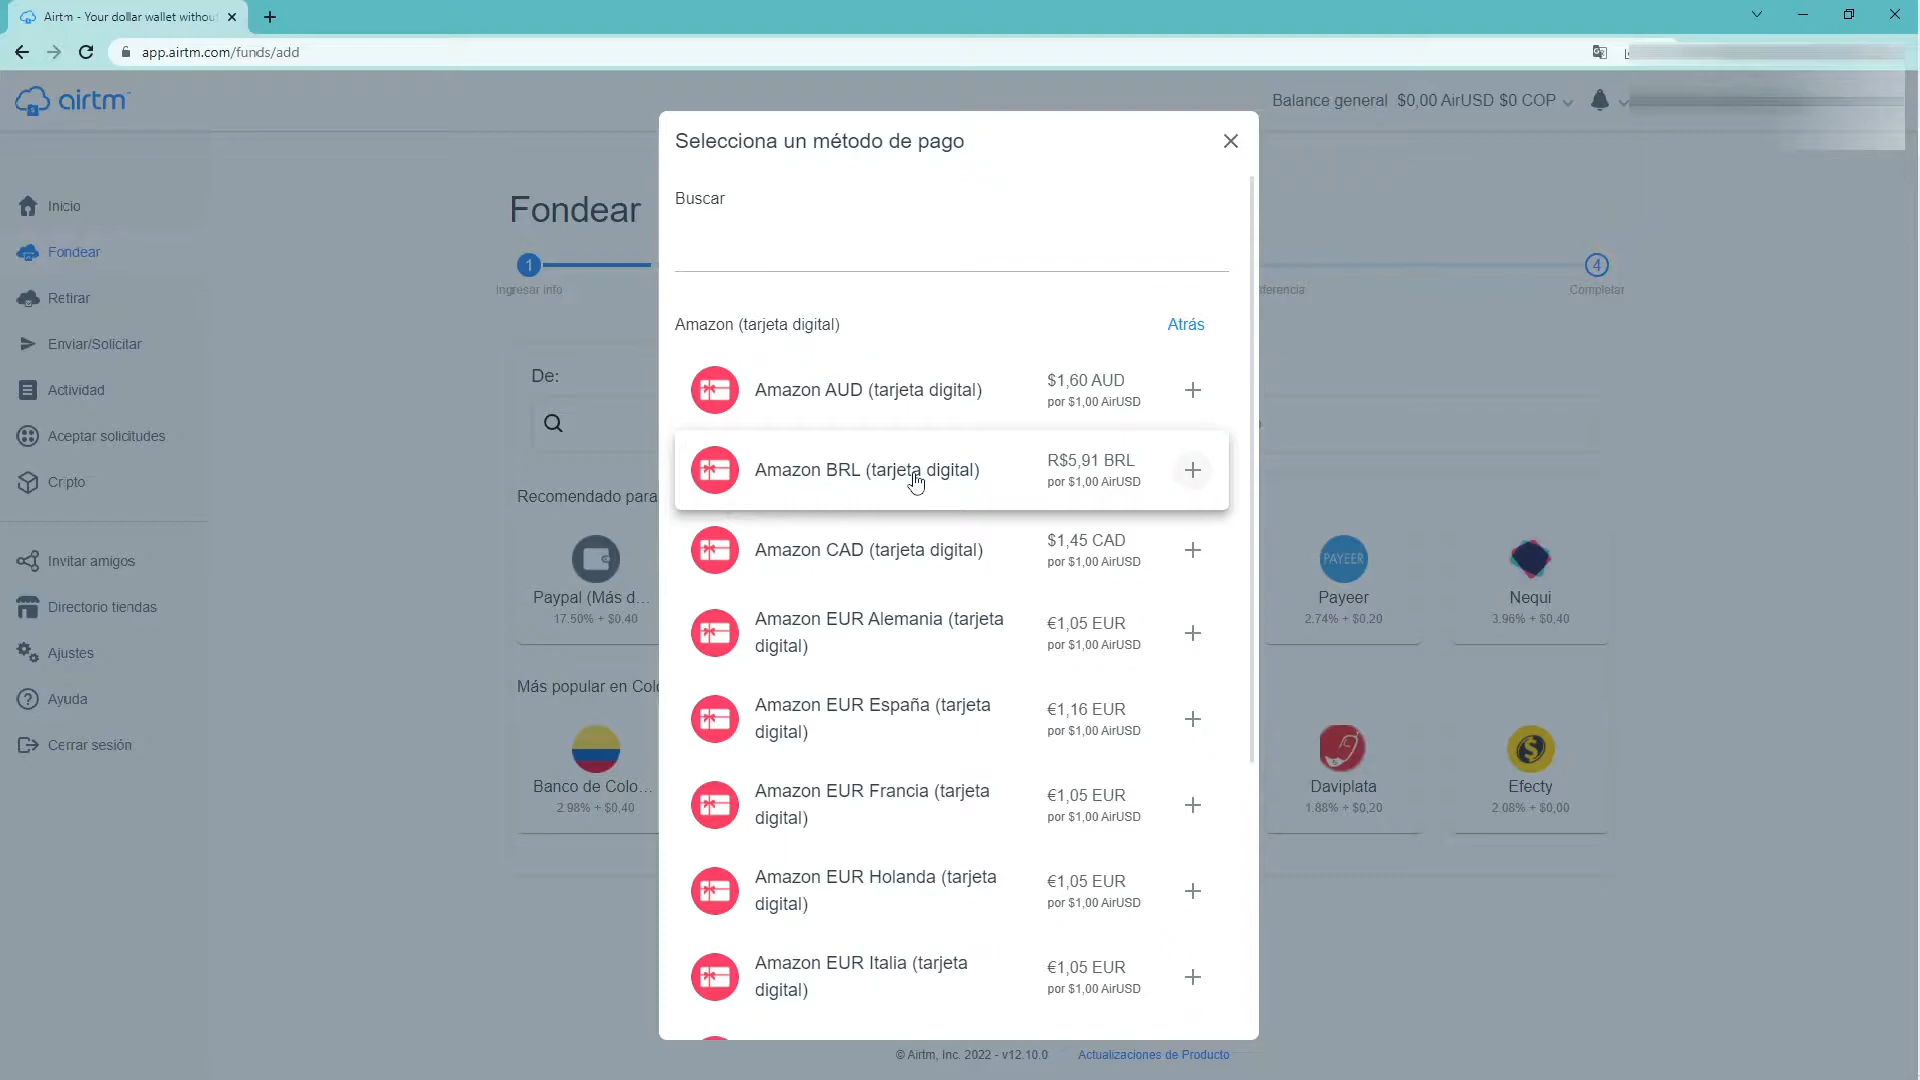 Airtm - Your dollar wallet withou
app.airtm.com/funds/add
airtm
Balance general $0,00 AirUSD $0 COP
Inicio
Fondear
Retirar
Enviar/Solicitar
Actividad
Aceptar solicitudes
Cripto
Invitar amigos
Directorio tiendas
Ajustes
Ayuda
Cerrar sesión
Fondear
1
4
Ingresar info
ferencia
Completar
De:
Recomendado para
Paypal (Más d...
17.50% + $0.40
PAYEER
Payeer
2.74% + $0,20
Nequi
3.96% + $0,40
Más popular en Colo
Banco de Colo...
2.98% + $0,40
Daviplata
1.88% + $0,20
Efecty
2.08% + $0,00
Selecciona un método de pago
Buscar
Amazon (tarjeta digital)
Atrás
Amazon AUD (tarjeta digital)
$1,60 AUD
por $1,00 AirUSD
Amazon BRL (tarjeta digital)
R$5,91 BRL
por $1,00 AirUSD
Amazon CAD (tarjeta digital)
$1,45 CAD
por $1,00 AirUSD
Amazon EUR Alemania (tarjeta
digital)
€1,05 EUR
por $1,00 AirUSD
Amazon EUR España (tarjeta
digital)
€1,16 EUR
por $1,00 AirUSD
Amazon EUR Francia (tarjeta
digital)
€1,05 EUR
por $1,00 AirUSD
Amazon EUR Holanda (tarjeta
digital)
€1,05 EUR
por $1,00 AirUSD
Amazon EUR Italia (tarjeta
digital)
€1,05 EUR
por $1,00 AirUSD
© Airtm, Inc. 2022 - v12.10.0
Actualizaciones de Producto